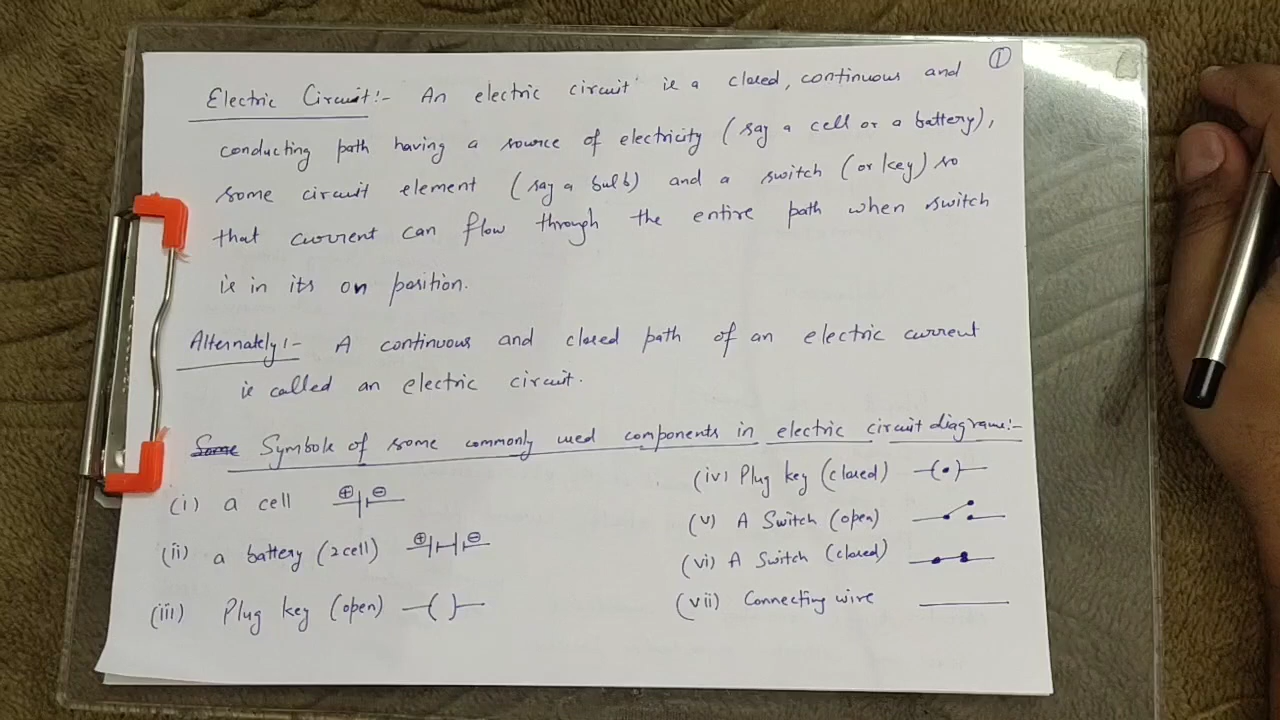 ①
Electric Circuit:- An electric circuit is a closed, continuous and
conducting path having a source of electricity (say a cell or a battery),
some circuit element (say a bulb) and a switch (or key) so
that current can flow through the entire path when switch
is in its on position.
Alternately:- A continuous and closed path of an electric current
is called an electric circuit.
Some Symbols of some commonly used components in electric circuit diagrams:-
(i) a cell ⊕ ⊖
(ii) a battery (2cell) ⊕ ⊖
(iii) Plug key (open)
(iv) Plug key (closed)
(v) A Switch (open)
(vi) A Switch (closed)
(vii) Connecting wire